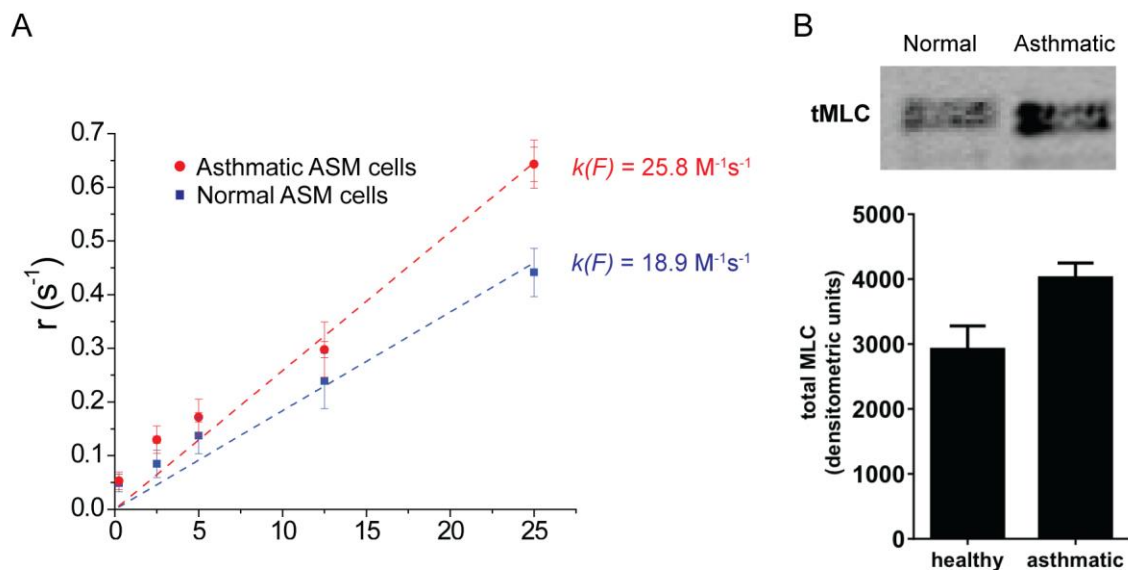 A
r (s⁻¹)
0.7
0.6
0.5
0.4
0.3
0.2
0.1
0.0
Asthmatic ASM cells
Normal ASM cells
k(F) = 25.8 M⁻¹s⁻¹
k(F) = 18.9 M⁻¹s⁻¹
0 5 10 15 20 25
B
Normal Asthmatic
tMLC
total MLC
(densitometric units)
5000
4000
3000
2000
1000
0
healthy asthmatic